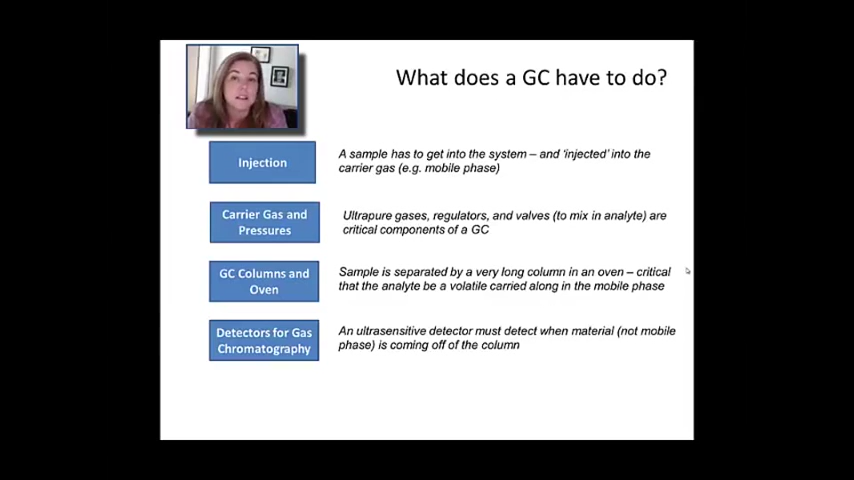 What does a GC have to do?
Injection
A sample has to get into the system – and 'injected' into the
carrier gas (e.g. mobile phase)
Carrier Gas and
Pressures
Ultrapure gases, regulators, and valves (to mix in analyte) are
critical components of a GC
GC Columns and
Oven
Sample is separated by a very long column in an oven – critical
that the analyte be a volatile carried along in the mobile phase
Detectors for Gas
Chromatography
An ultrasensitive detector must detect when material (not mobile
phase) is coming off of the column